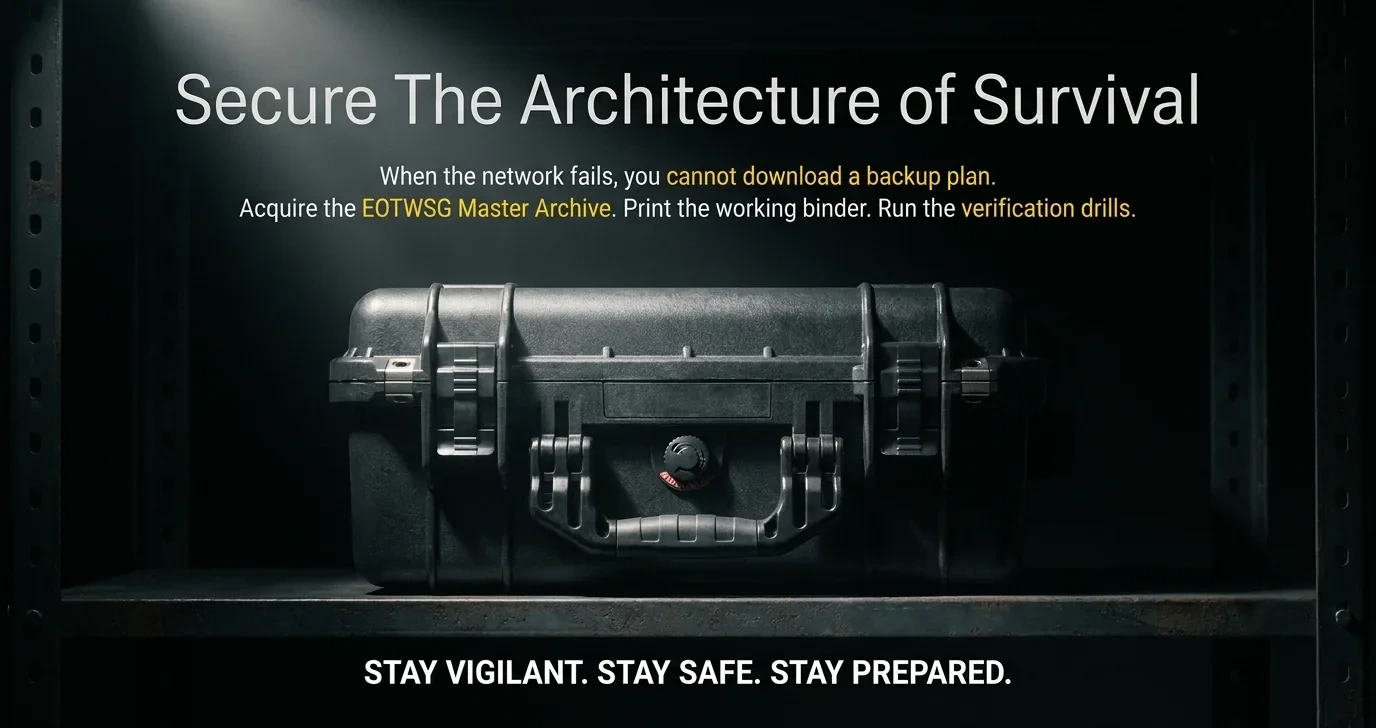 Secure The Architecture of Survival
When the network fails, you cannot download a backup plan.
Acquire the EOTWSG Master Archive. Print the working binder. Run the verification drills.
STAY VIGILANT. STAY SAFE. STAY PREPARED.